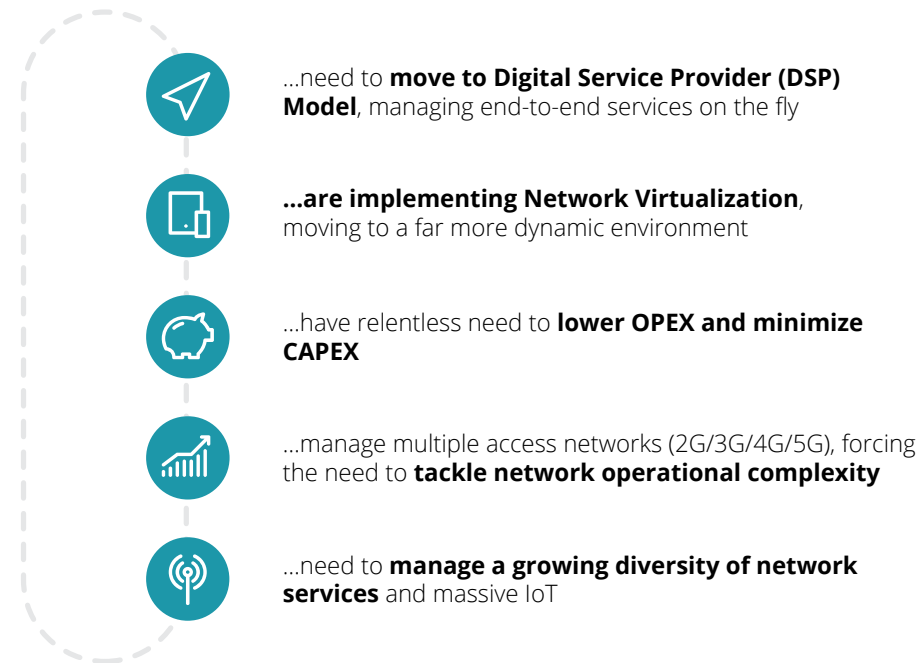 ...need to move to Digital Service Provider (DSP)
Model, managing end-to-end services on the fly
...are implementing Network Virtualization,
moving to a far more dynamic environment
...have relentless need to lower OPEX and minimize
CAPEX
...manage multiple access networks (2G/3G/4G/5G), forcing
the need to tackle network operational complexity
...need to manage a growing diversity of network
services and massive IoT